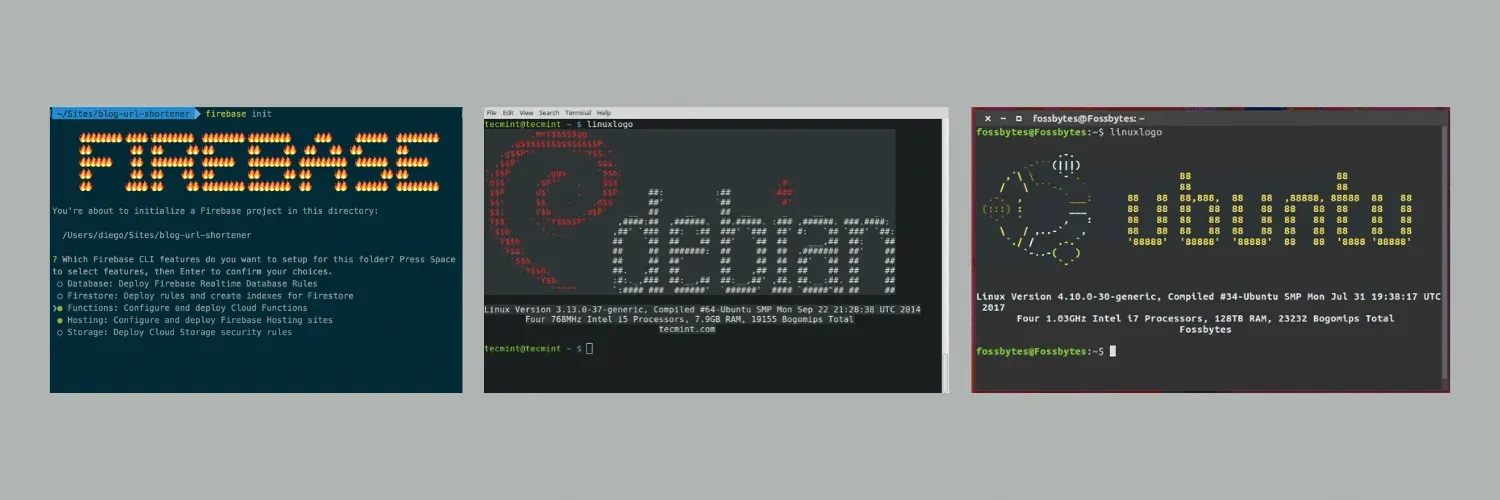 ~/Sites/blog-url-shortener firebase init
FIREBASE
You're about to initialize a Firebase project in this directory:
/Users/diego/Sites/blog-url-shortener
? Which Firebase CLI features do you want to setup for this folder? Press Space
to select features, then Enter to confirm your choices.
○ Database: Deploy Firebase Realtime Database Rules
○ Firestore: Deploy rules and create indexes for Firestore
❯◉ Functions: Configure and deploy Cloud Functions
◉ Hosting: Configure and deploy Firebase Hosting sites
○ Storage: Deploy Cloud Storage security rules
File Edit View Search Terminal Help
tecmint@tecmint ~ $ linuxlogo
debian
Linux Version 3.13.0-37-generic, Compiled #64-Ubuntu SMP Mon Sep 22 21:28:38 UTC 2014
Four 768MHz Intel i5 Processors, 7.9GB RAM, 19155 Bogomips Total
tecmint.com
tecmint@tecmint ~ $
fossbytes@Fossbytes: ~
fossbytes@Fossbytes:~$ linuxlogo
ubuntu
Linux Version 4.10.0-30-generic, Compiled #34-Ubuntu SMP Mon Jul 31 19:38:17 UTC
2017
Four 1.03GHz Intel i7 Processors, 128TB RAM, 23232 Bogomips Total
Fossbytes
fossbytes@Fossbytes:~$